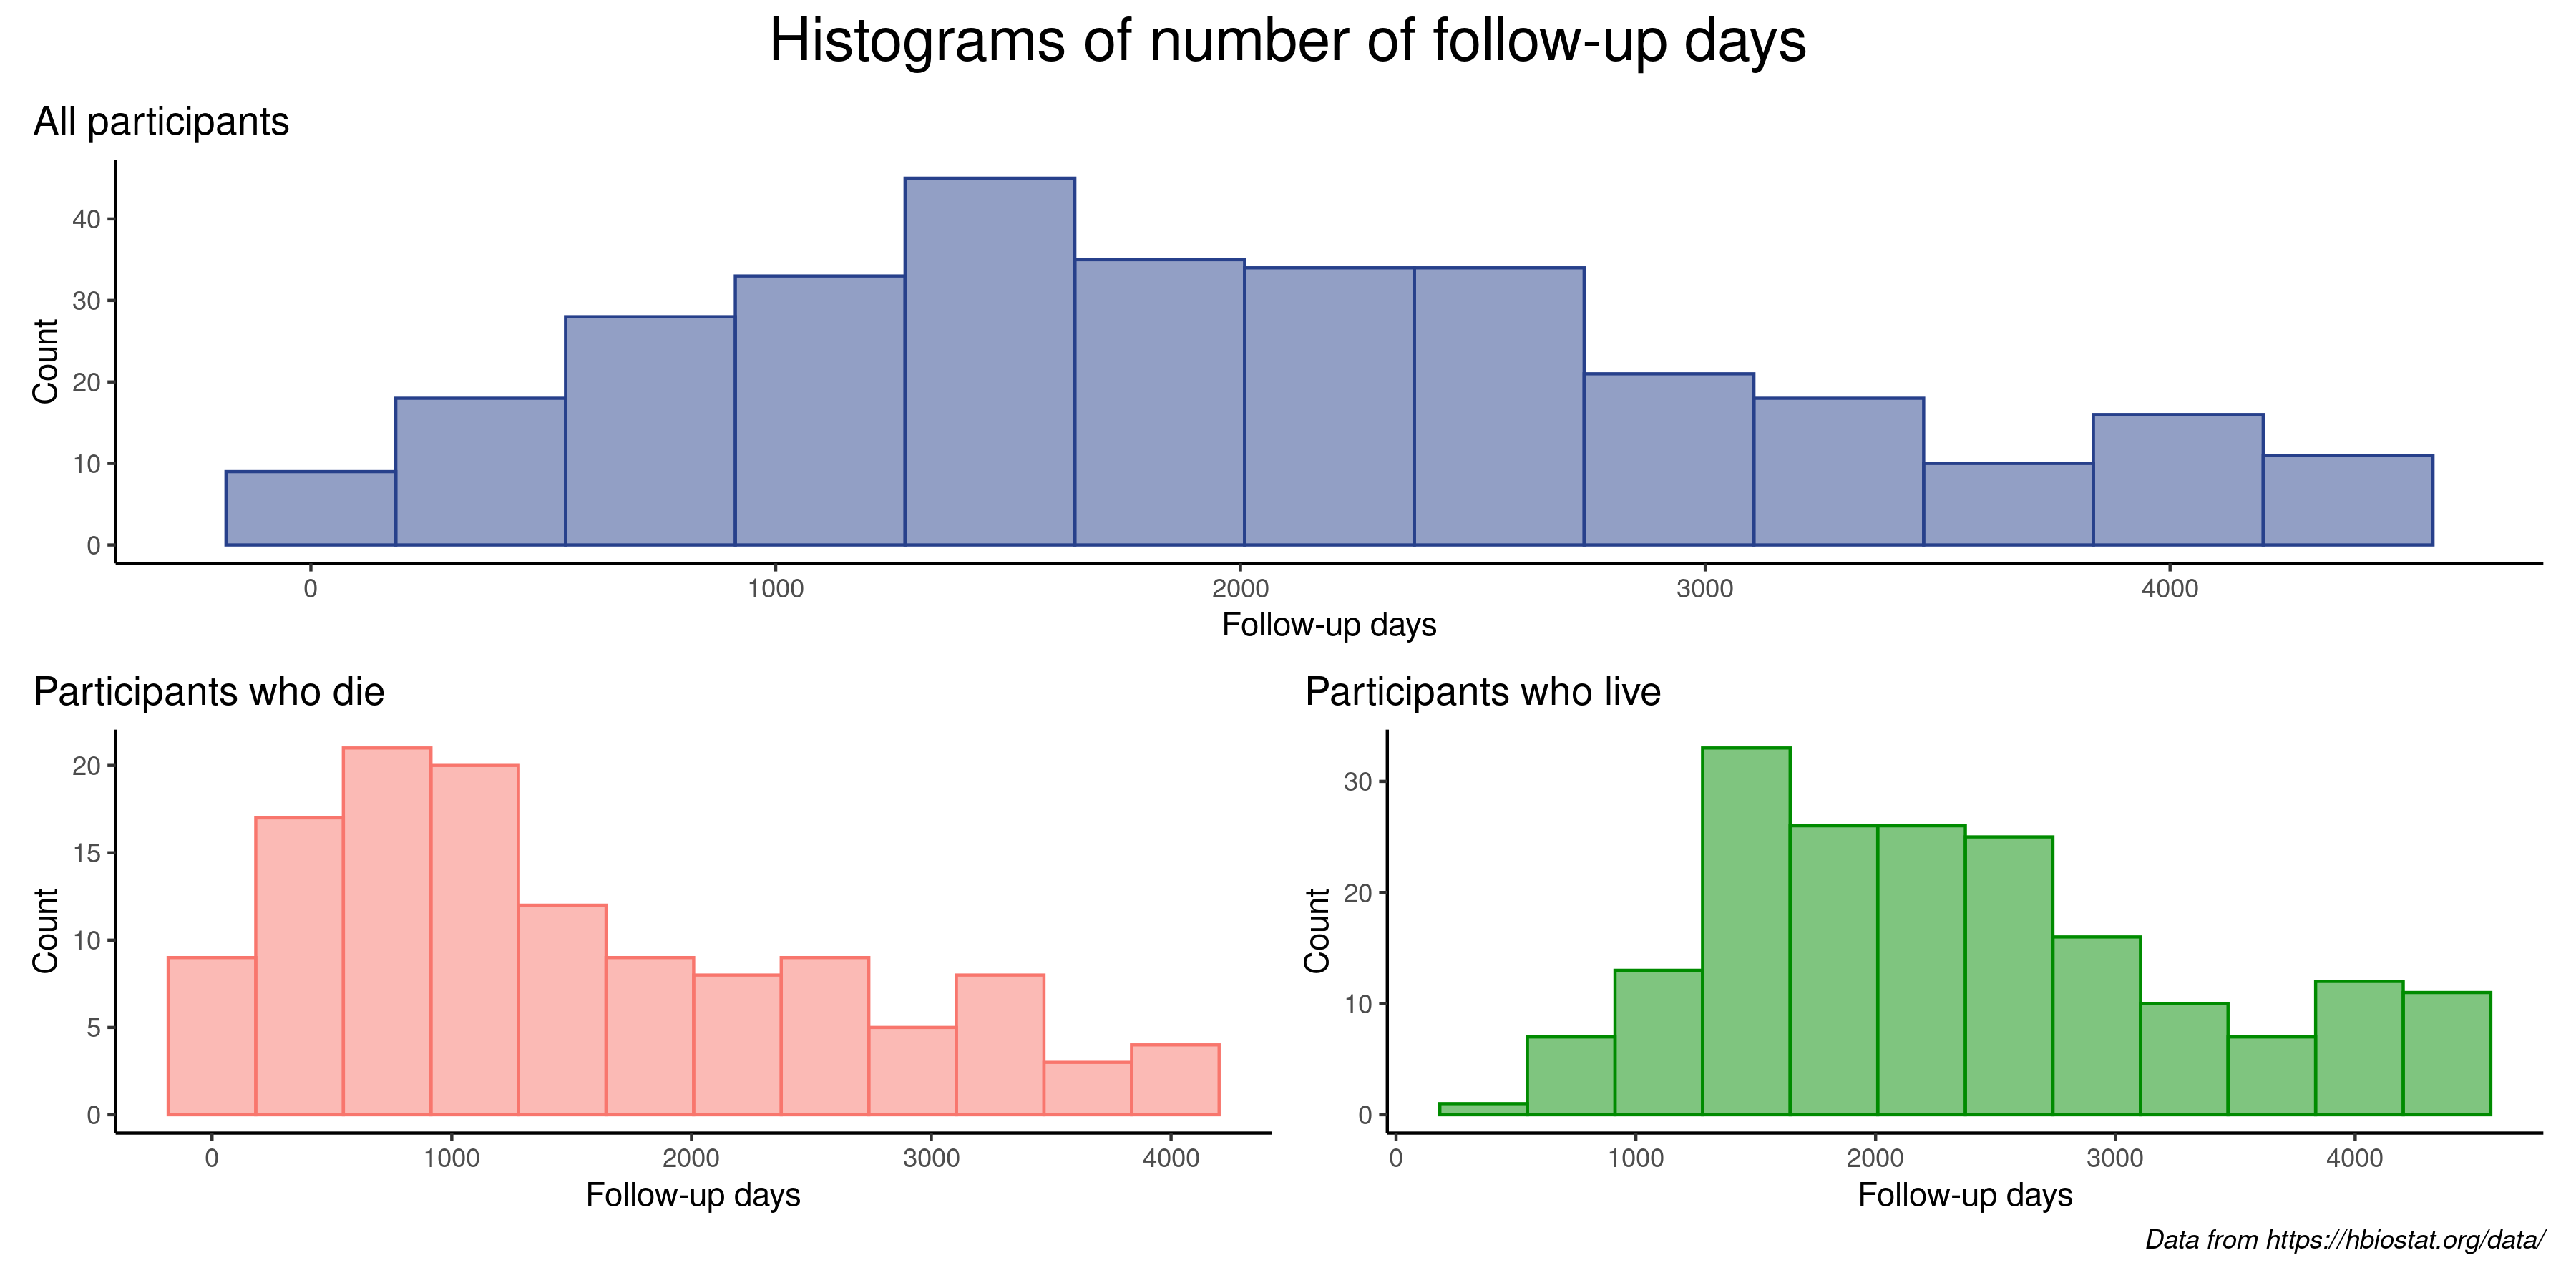 Histograms of number of follow-up days
All participants
Count
40
30
20
10
0
0 1000 2000 3000 4000
Follow-up days
Participants who die
Count
20
15
10
5
0
0 1000 2000 3000 4000
Follow-up days
Participants who live
Count
30
20
10
0
0 1000 2000 3000 4000
Follow-up days
Data from https://hbiostat.org/data/